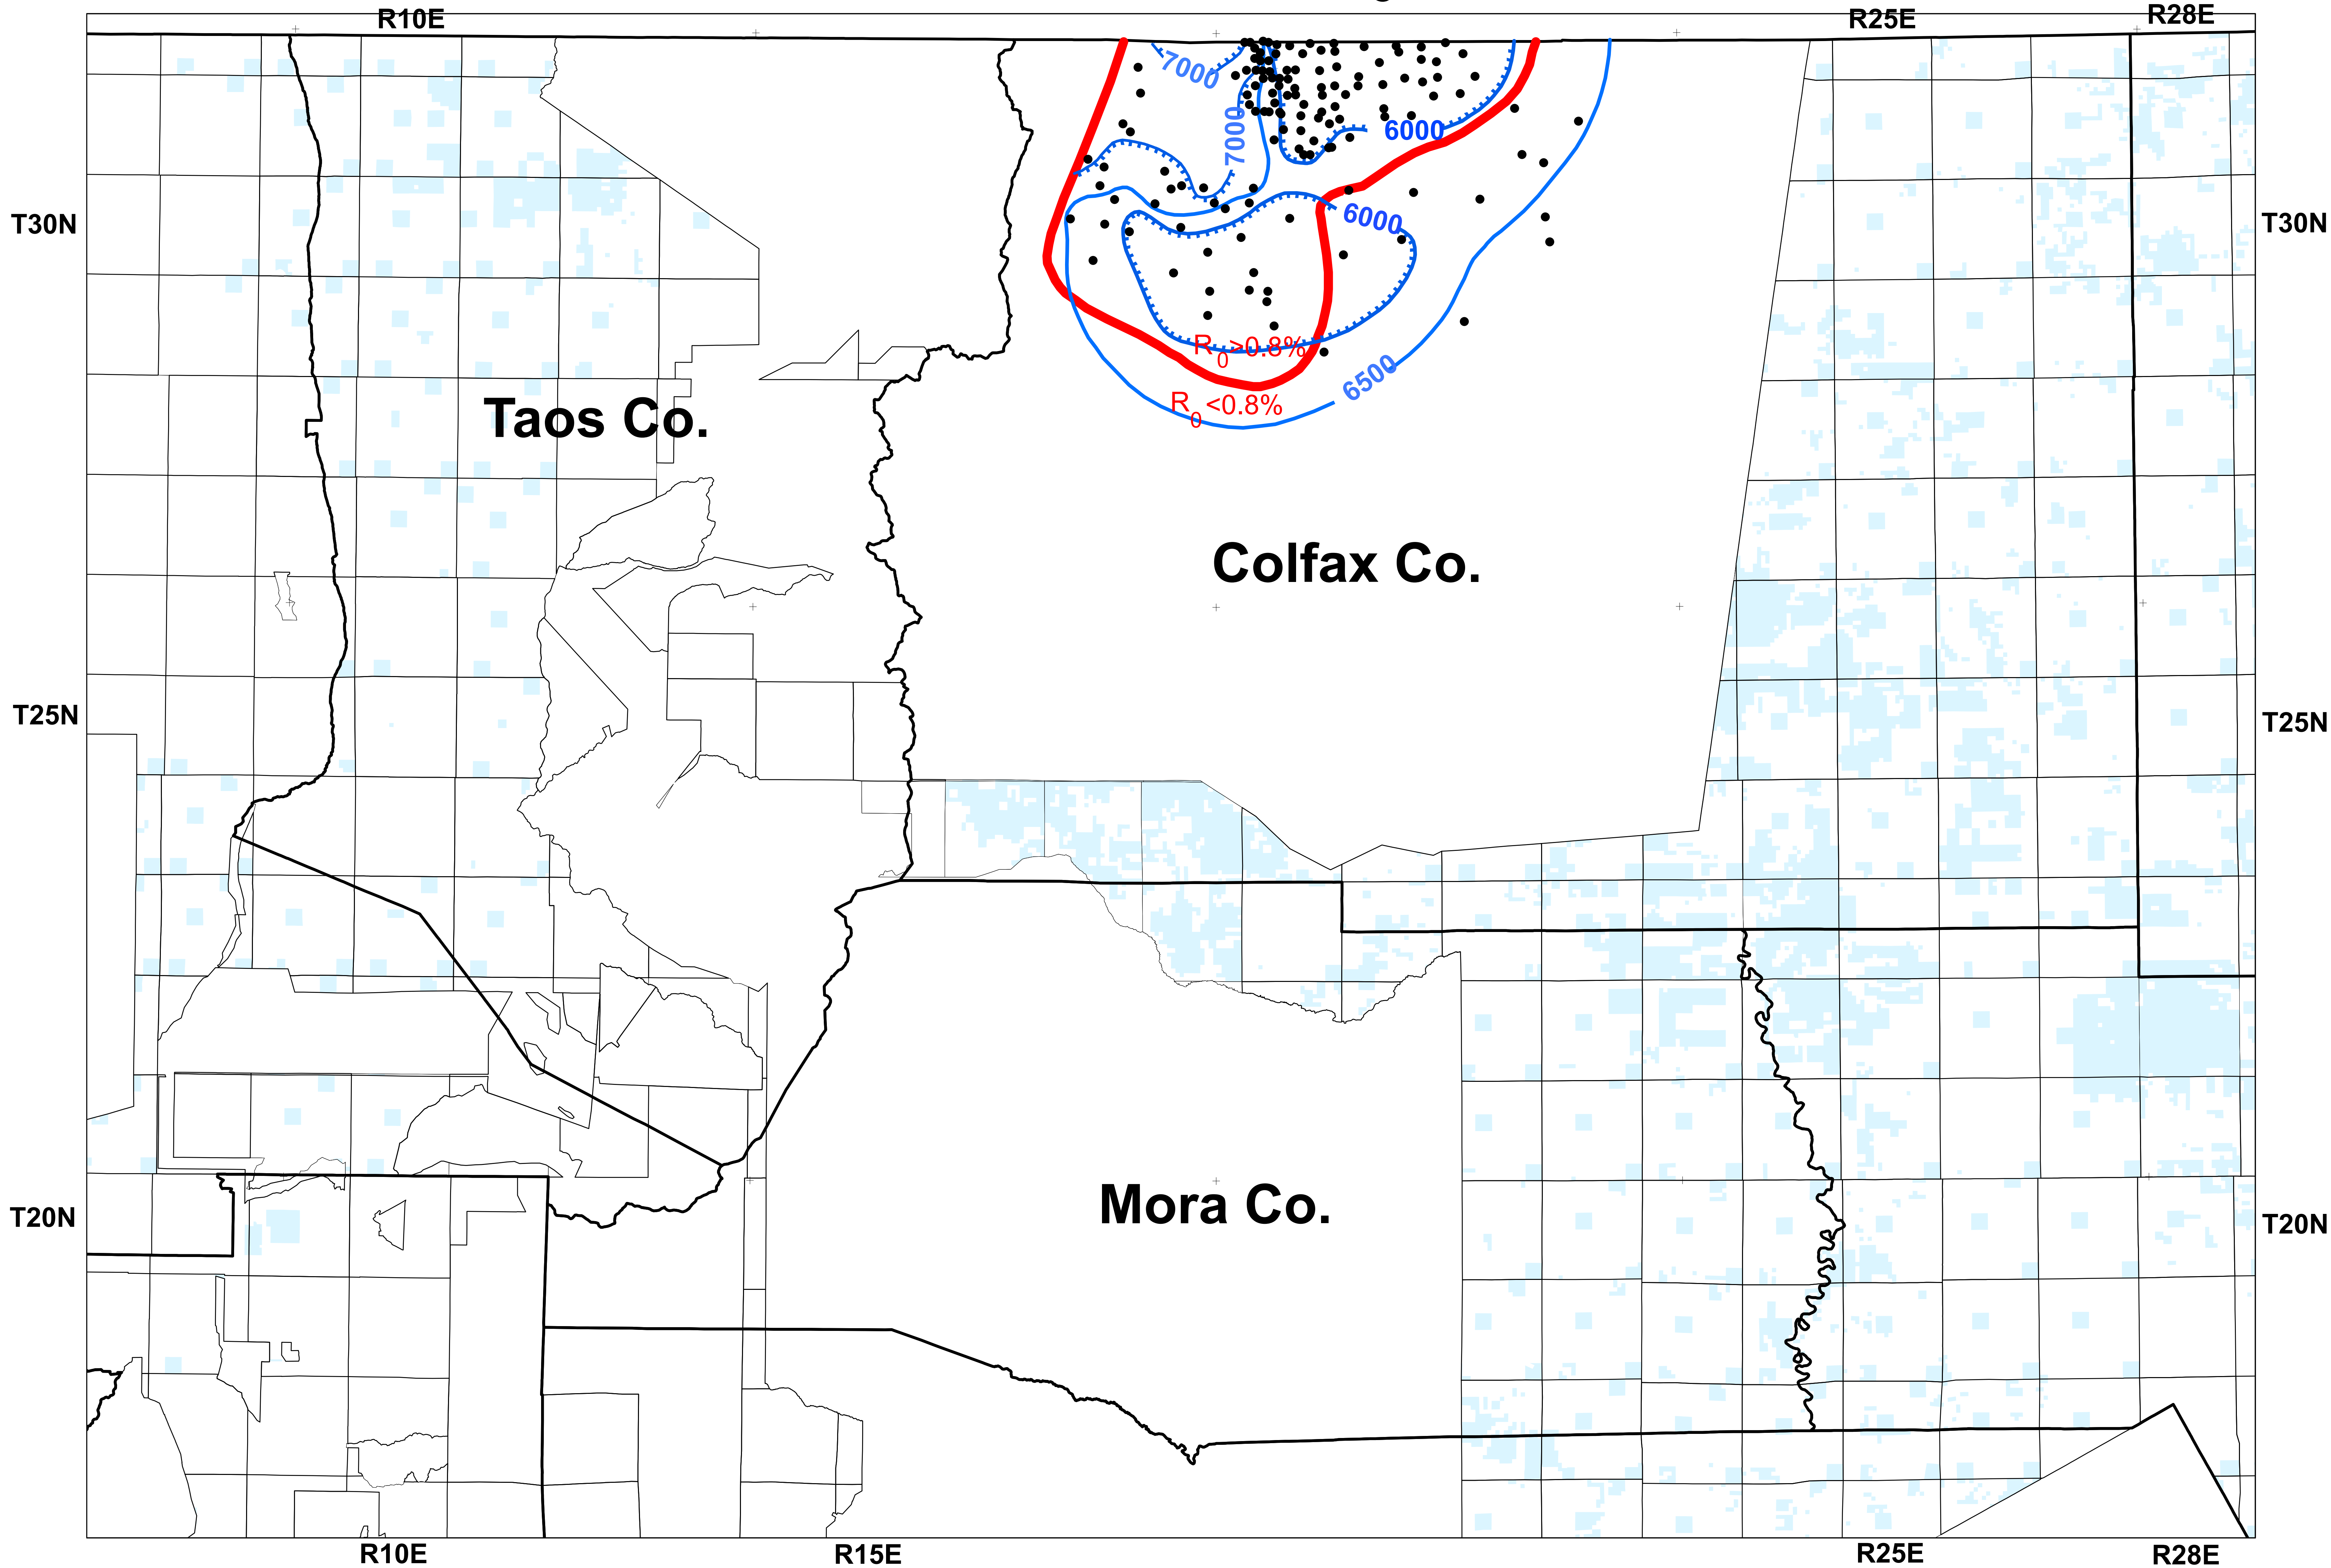 R10E
R25E
R28E
7000
7000
6000
T30N
T30N
6000
R0>0.8%
6500
R0<0.8%
Taos Co.
Colfax Co.
T25N
T25N
Mora Co.
T20N
T20N
R10E
R15E
R25E
R28E